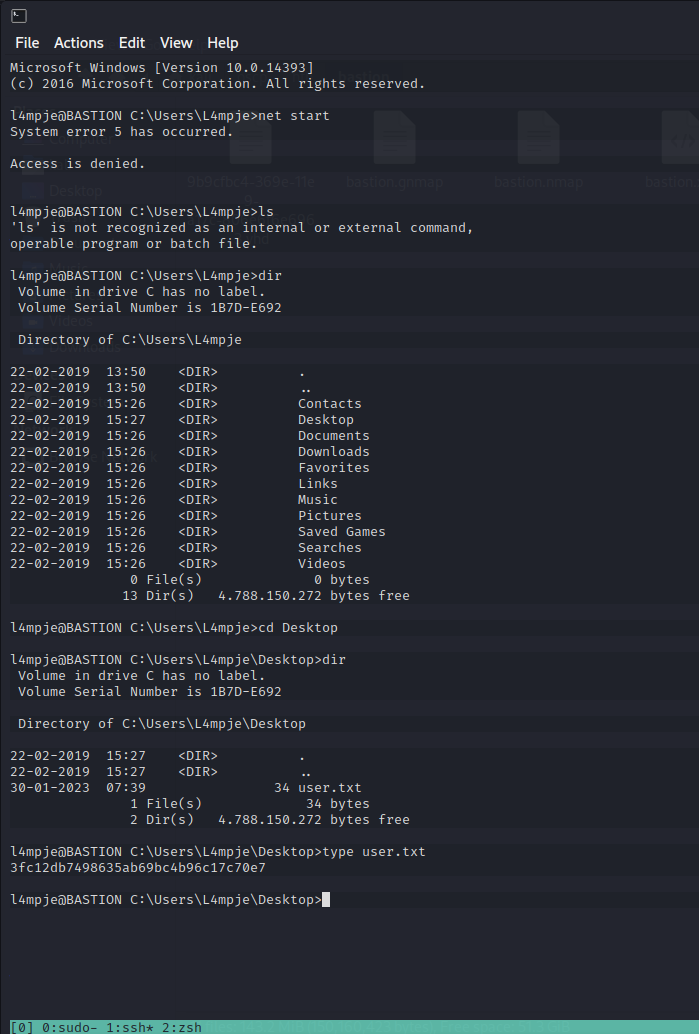 File Actions Edit View Help
Microsoft Windows [Version 10.0.14393]
(c) 2016 Microsoft Corporation. All rights reserved.
l4mpje@BASTION C:\Users\L4mpje>net start
System error 5 has occurred.
Access is denied.
l4mpje@BASTION C:\Users\L4mpje>ls
'ls' is not recognized as an internal or external command,
operable program or batch file.
l4mpje@BASTION C:\Users\L4mpje>dir
 Volume in drive C has no label.
 Volume Serial Number is 1B7D-E692
 Directory of C:\Users\L4mpje
22-02-2019  13:50    <DIR>          .
22-02-2019  13:50    <DIR>          ..
22-02-2019  15:26    <DIR>          Contacts
22-02-2019  15:27    <DIR>          Desktop
22-02-2019  15:26    <DIR>          Documents
22-02-2019  15:26    <DIR>          Downloads
22-02-2019  15:26    <DIR>          Favorites
22-02-2019  15:26    <DIR>          Links
22-02-2019  15:26    <DIR>          Music
22-02-2019  15:26    <DIR>          Pictures
22-02-2019  15:26    <DIR>          Saved Games
22-02-2019  15:26    <DIR>          Searches
22-02-2019  15:26    <DIR>          Videos
               0 File(s)              0 bytes
              13 Dir(s)   4.788.150.272 bytes free
l4mpje@BASTION C:\Users\L4mpje>cd Desktop
l4mpje@BASTION C:\Users\L4mpje\Desktop>dir
 Volume in drive C has no label.
 Volume Serial Number is 1B7D-E692
 Directory of C:\Users\L4mpje\Desktop
22-02-2019  15:27    <DIR>          .
22-02-2019  15:27    <DIR>          ..
30-01-2023  07:39                34 user.txt
               1 File(s)             34 bytes
               2 Dir(s)   4.788.150.272 bytes free
l4mpje@BASTION C:\Users\L4mpje\Desktop>type user.txt
3fc12db7498635ab69bc4b96c17c70e7
l4mpje@BASTION C:\Users\L4mpje\Desktop>
[0] 0:sudo- 1:ssh* 2:zsh